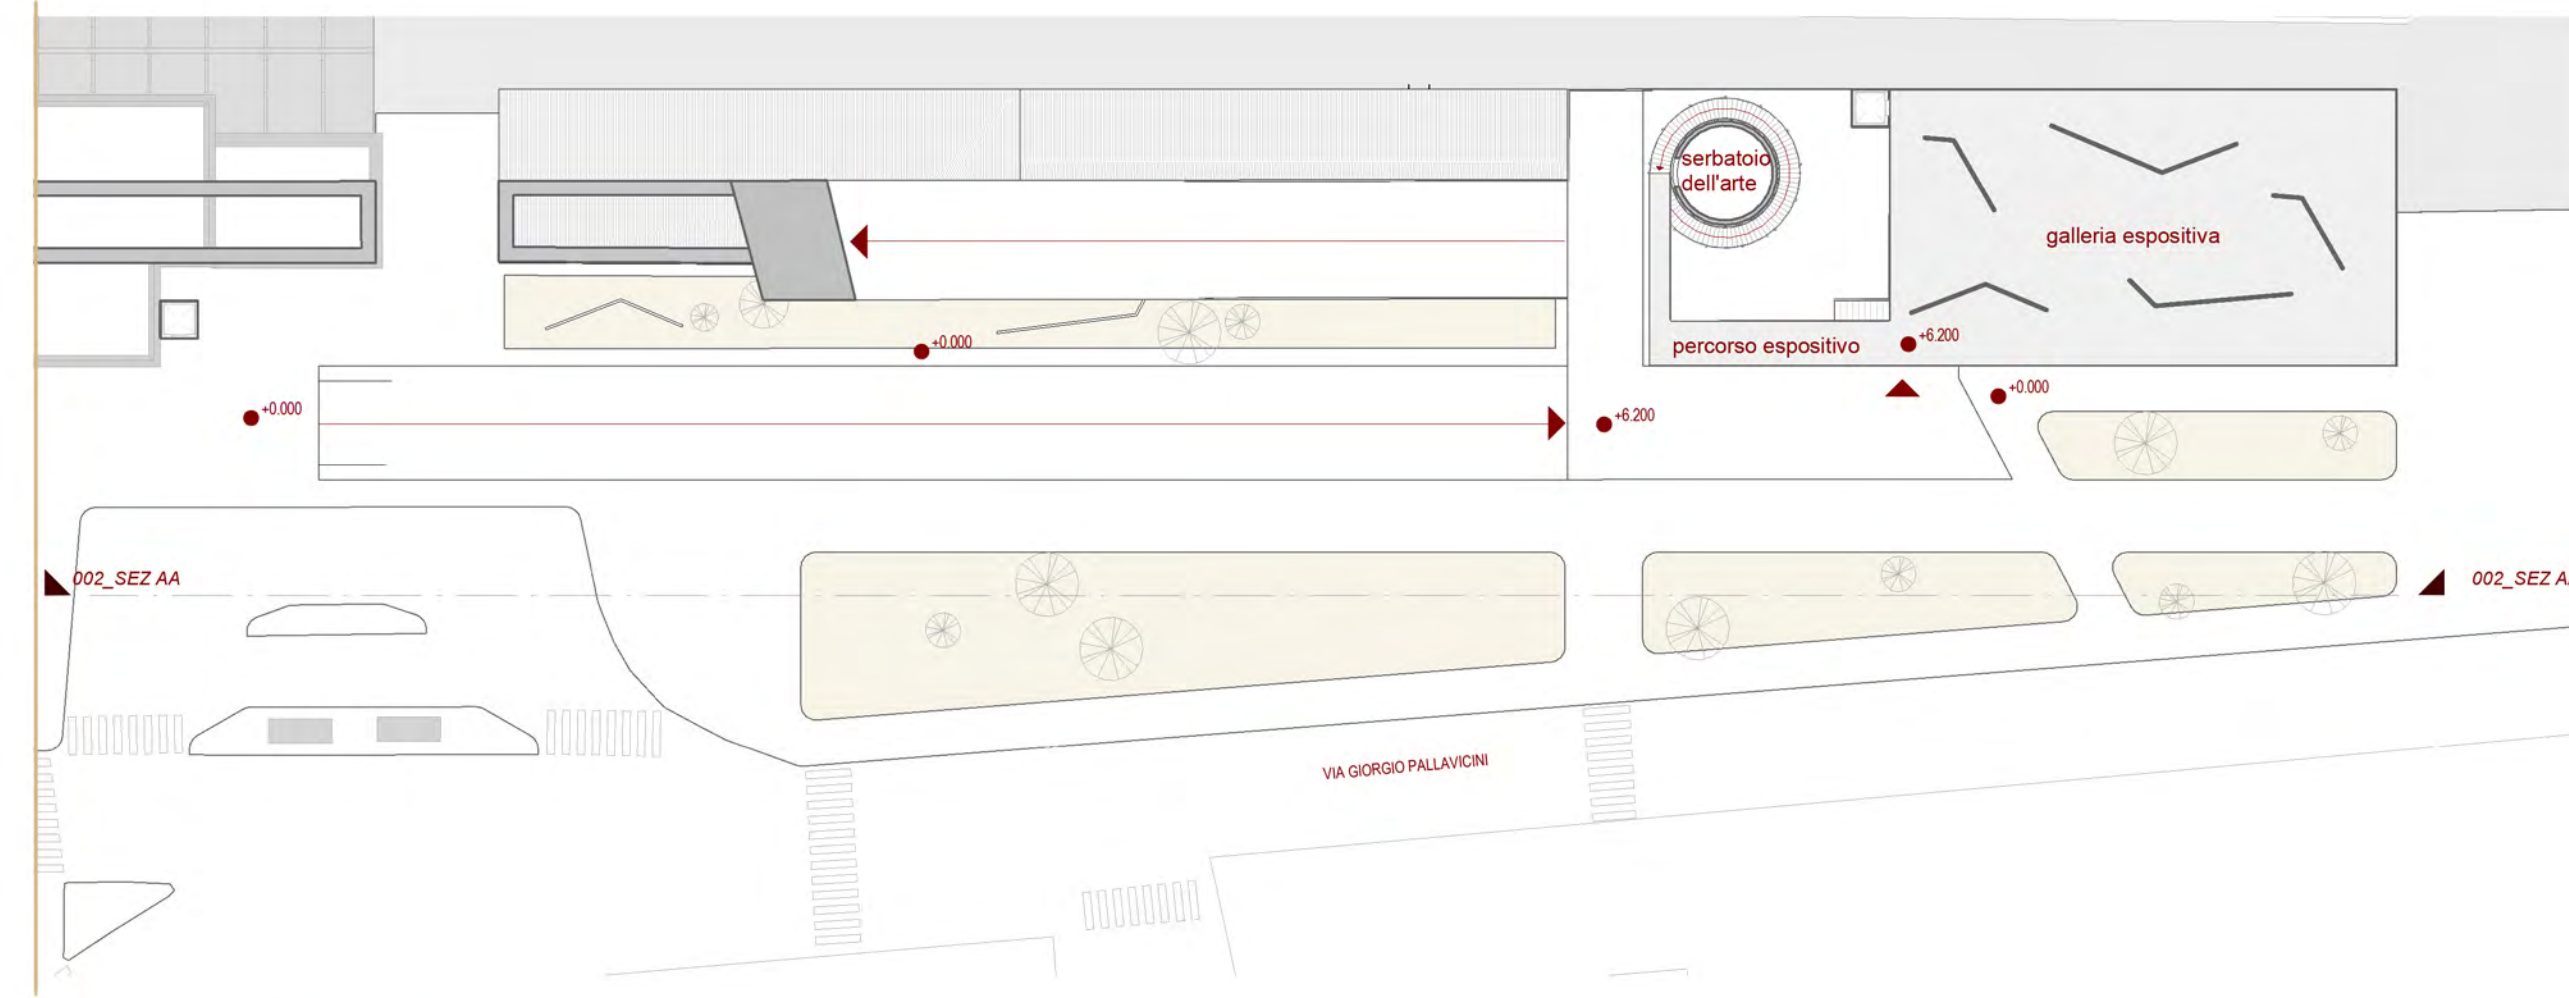 serbatoio
dell'arte
galleria espositiva
+0.000
percorso espositivo
+6.200
+0.000
+0.000
+6.200
002_SEZ AA
002_SEZ A
VIA GIORGIO PALLAVICINI